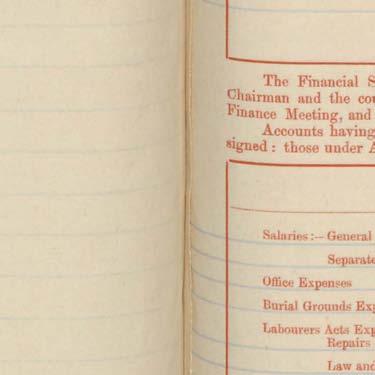 The Financial S
Chairman and the cou
Finance Meeting, and
Accounts having
signed: those under A
Salaries:— General
Separate
Office Expenses
Burial Grounds Exp
Labourers Acts Exp
Repairs
Law and